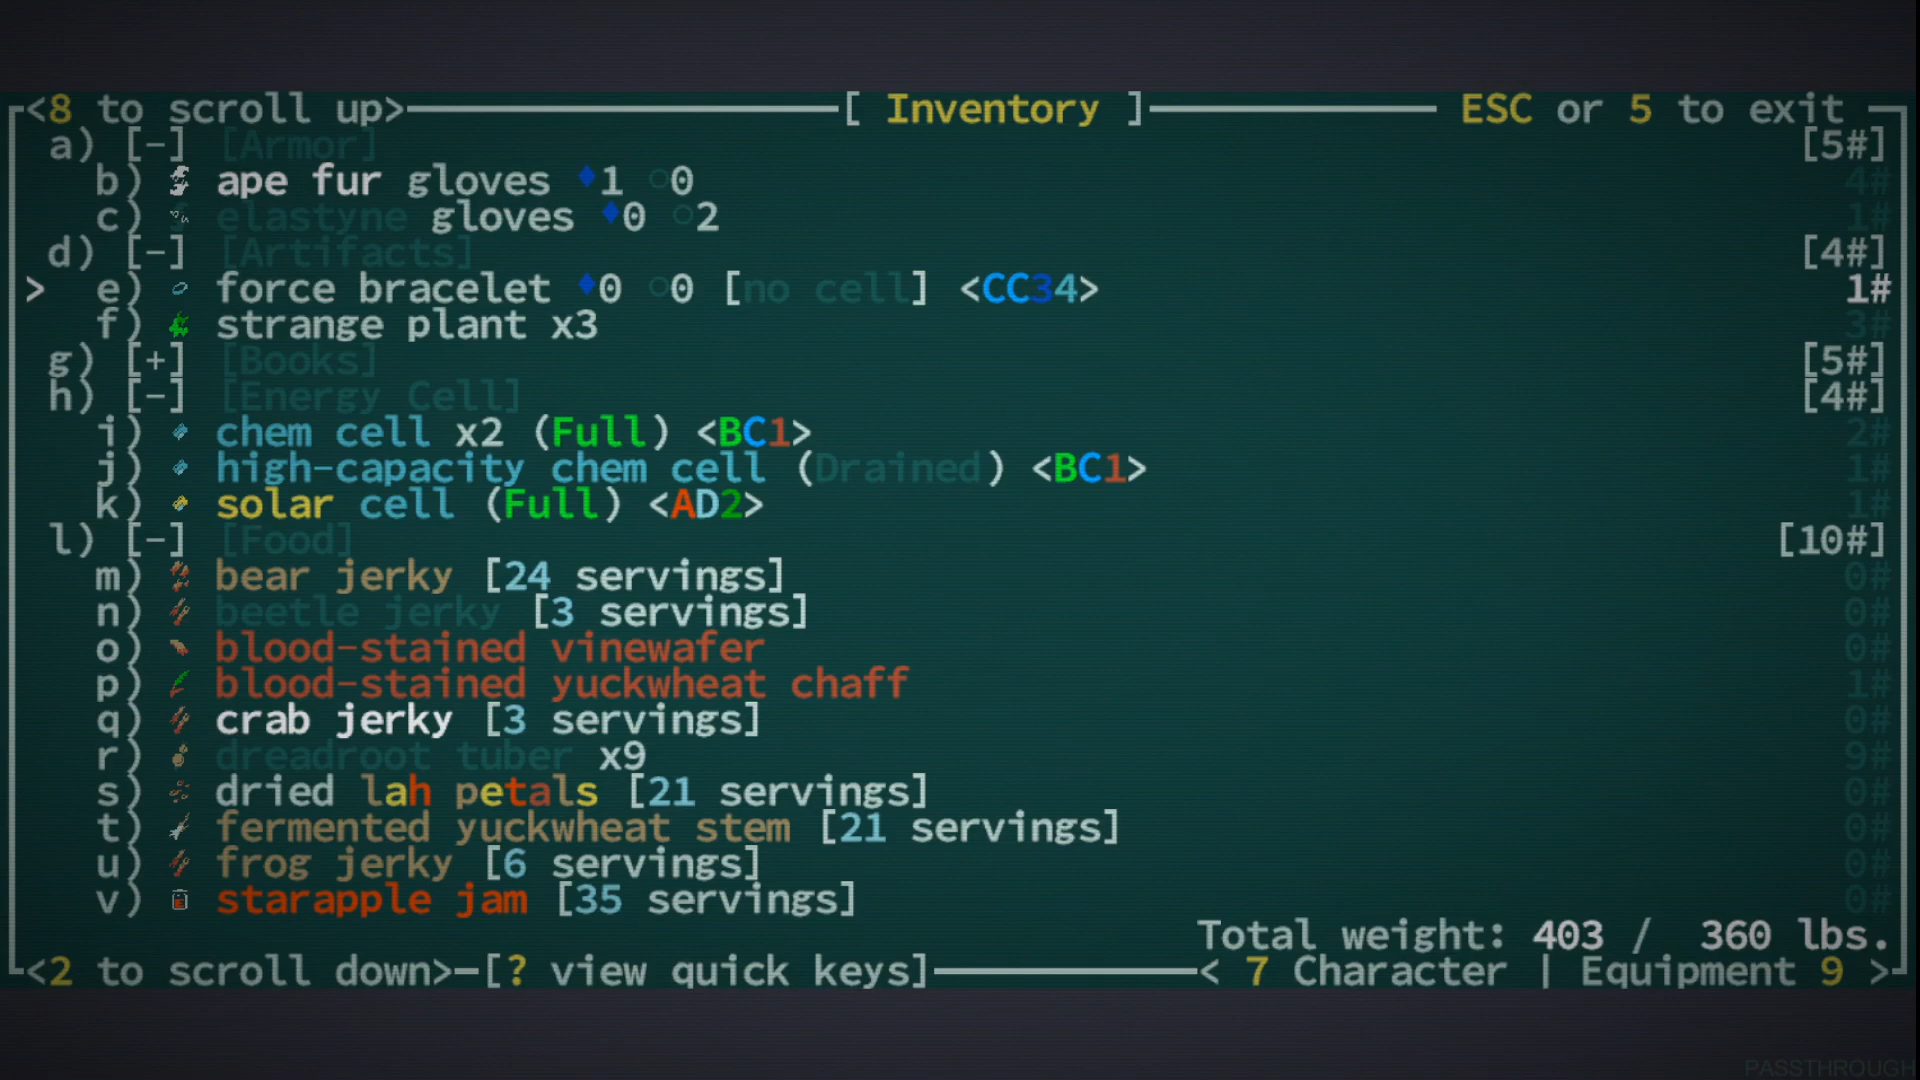 <8 to scroll up> [ Inventory ] ESC or 5 to exit
a) [-] [Armor] [5#]
b) ape fur gloves ♦1 ○0 4#
c) elastyne gloves ♦0 ○2 1#
d) [-] [Artifacts] [4#]
> e) force bracelet ♦0 ○0 [no cell] <CC34> 1#
f) strange plant x3 3#
g) [+] [Books] [5#]
h) [-] [Energy Cell] [4#]
i) chem cell x2 (Full) <BC1> 2#
j) high-capacity chem cell (Drained) <BC1> 1#
k) solar cell (Full) <AD2> 1#
l) [-] [Food] [10#]
m) bear jerky [24 servings] 0#
n) beetle jerky [3 servings] 0#
o) blood-stained vinewafer 0#
p) blood-stained yuckwheat chaff 1#
q) crab jerky [3 servings] 0#
r) dreadroot tuber x9 9#
s) dried lah petals [21 servings] 0#
t) fermented yuckwheat stem [21 servings] 0#
u) frog jerky [6 servings] 0#
v) starapple jam [35 servings] 0#
Total weight: 403 / 360 lbs.
<2 to scroll down> [? view quick keys] < 7 Character | Equipment 9 >
PASSTHROUGH